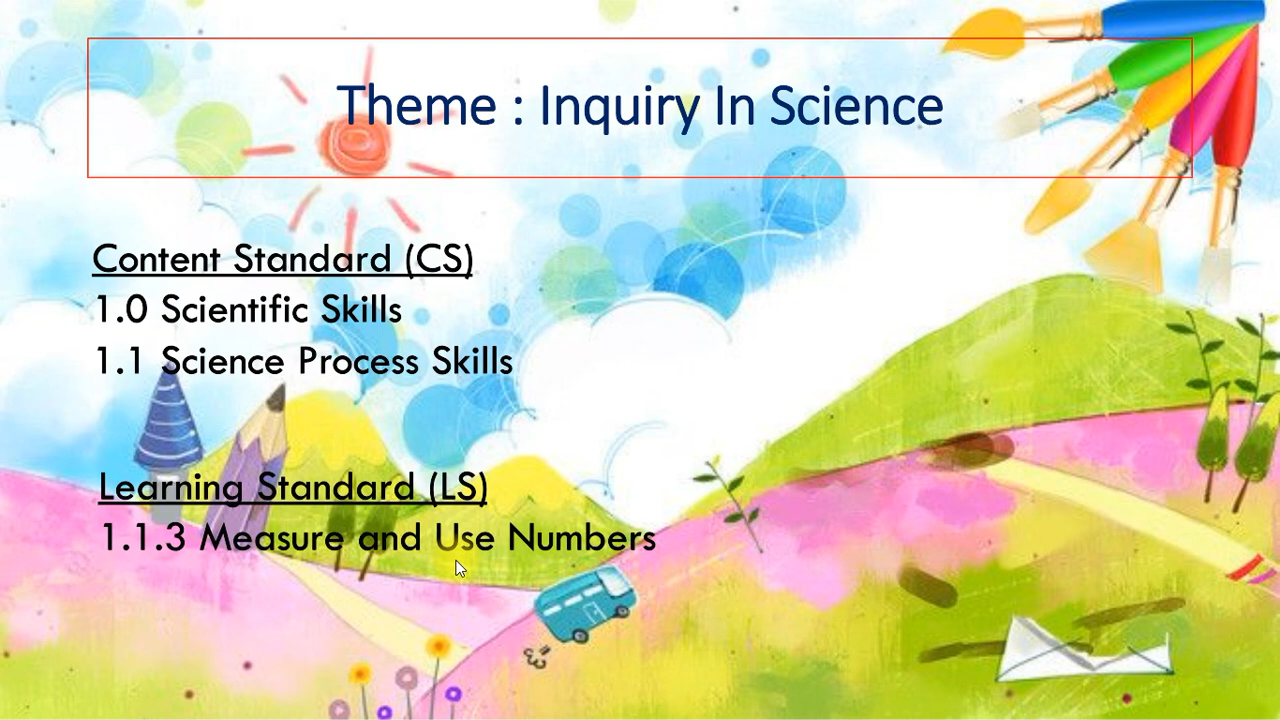 Theme : Inquiry In Science
Content Standard (CS)
1.0 Scientific Skills
1.1 Science Process Skills
Learning Standard (LS)
1.1.3 Measure and Use Numbers